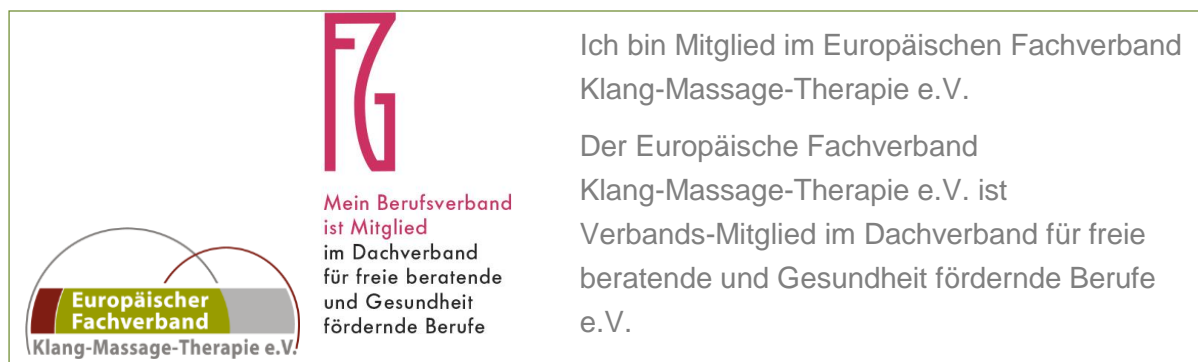 FG
Mein Berufsverband
ist Mitglied
im Dachverband
für freie beratende
und Gesundheit
fördernde Berufe
Europäischer
Fachverband
Klang-Massage-Therapie e.V.
Ich bin Mitglied im Europäischen Fachverband
Klang-Massage-Therapie e.V.
Der Europäische Fachverband
Klang-Massage-Therapie e.V. ist
Verbands-Mitglied im Dachverband für freie
beratende und Gesundheit fördernde Berufe
e.V.